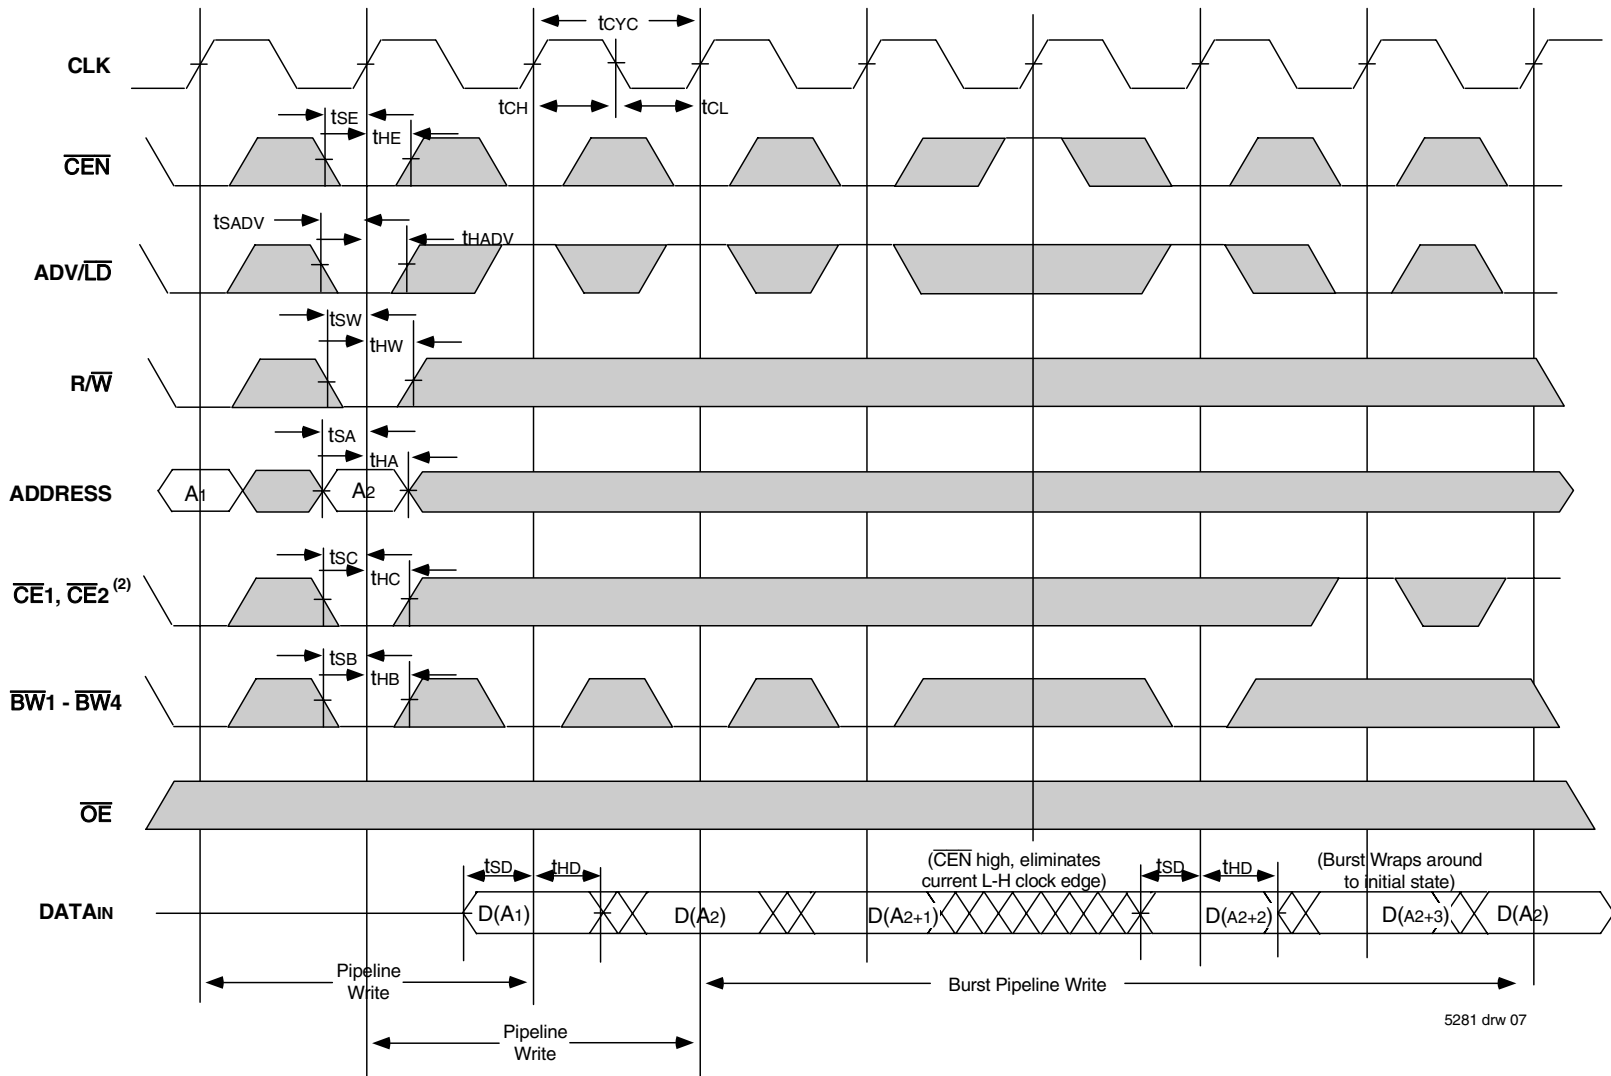 tCYC
CLK
tCH
tCL
tSE
tHE
CEN
tSADV
tHADV
ADV/LD
tSW
tHW
R/W
tSA
tHA
ADDRESS
A1
A2
tSC
tHC
CE1, CE2 (2)
tSB
tHB
BW1 - BW4
OE
tSD
tHD
(CEN high, eliminates
current L-H clock edge)
tSD
tHD
(Burst Wraps around
to initial state)
DATAIN
D(A1)
D(A2)
D(A2+1)
D(A2+2)
D(A2+3)
D(A2)
Pipeline
Write
Burst Pipeline Write
Pipeline
Write
5281 drw 07